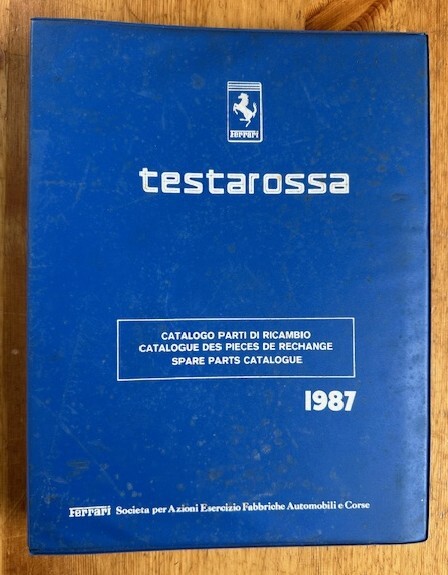 Ferrari
testarossa
CATALOGO PARTI DI RICAMBIO
CATALOGUE DES PIECES DE RECHANGE
SPARE PARTS CATALOGUE
1987
Ferrari Societa per Azioni Esercizio Fabbriche Automobili e Corse